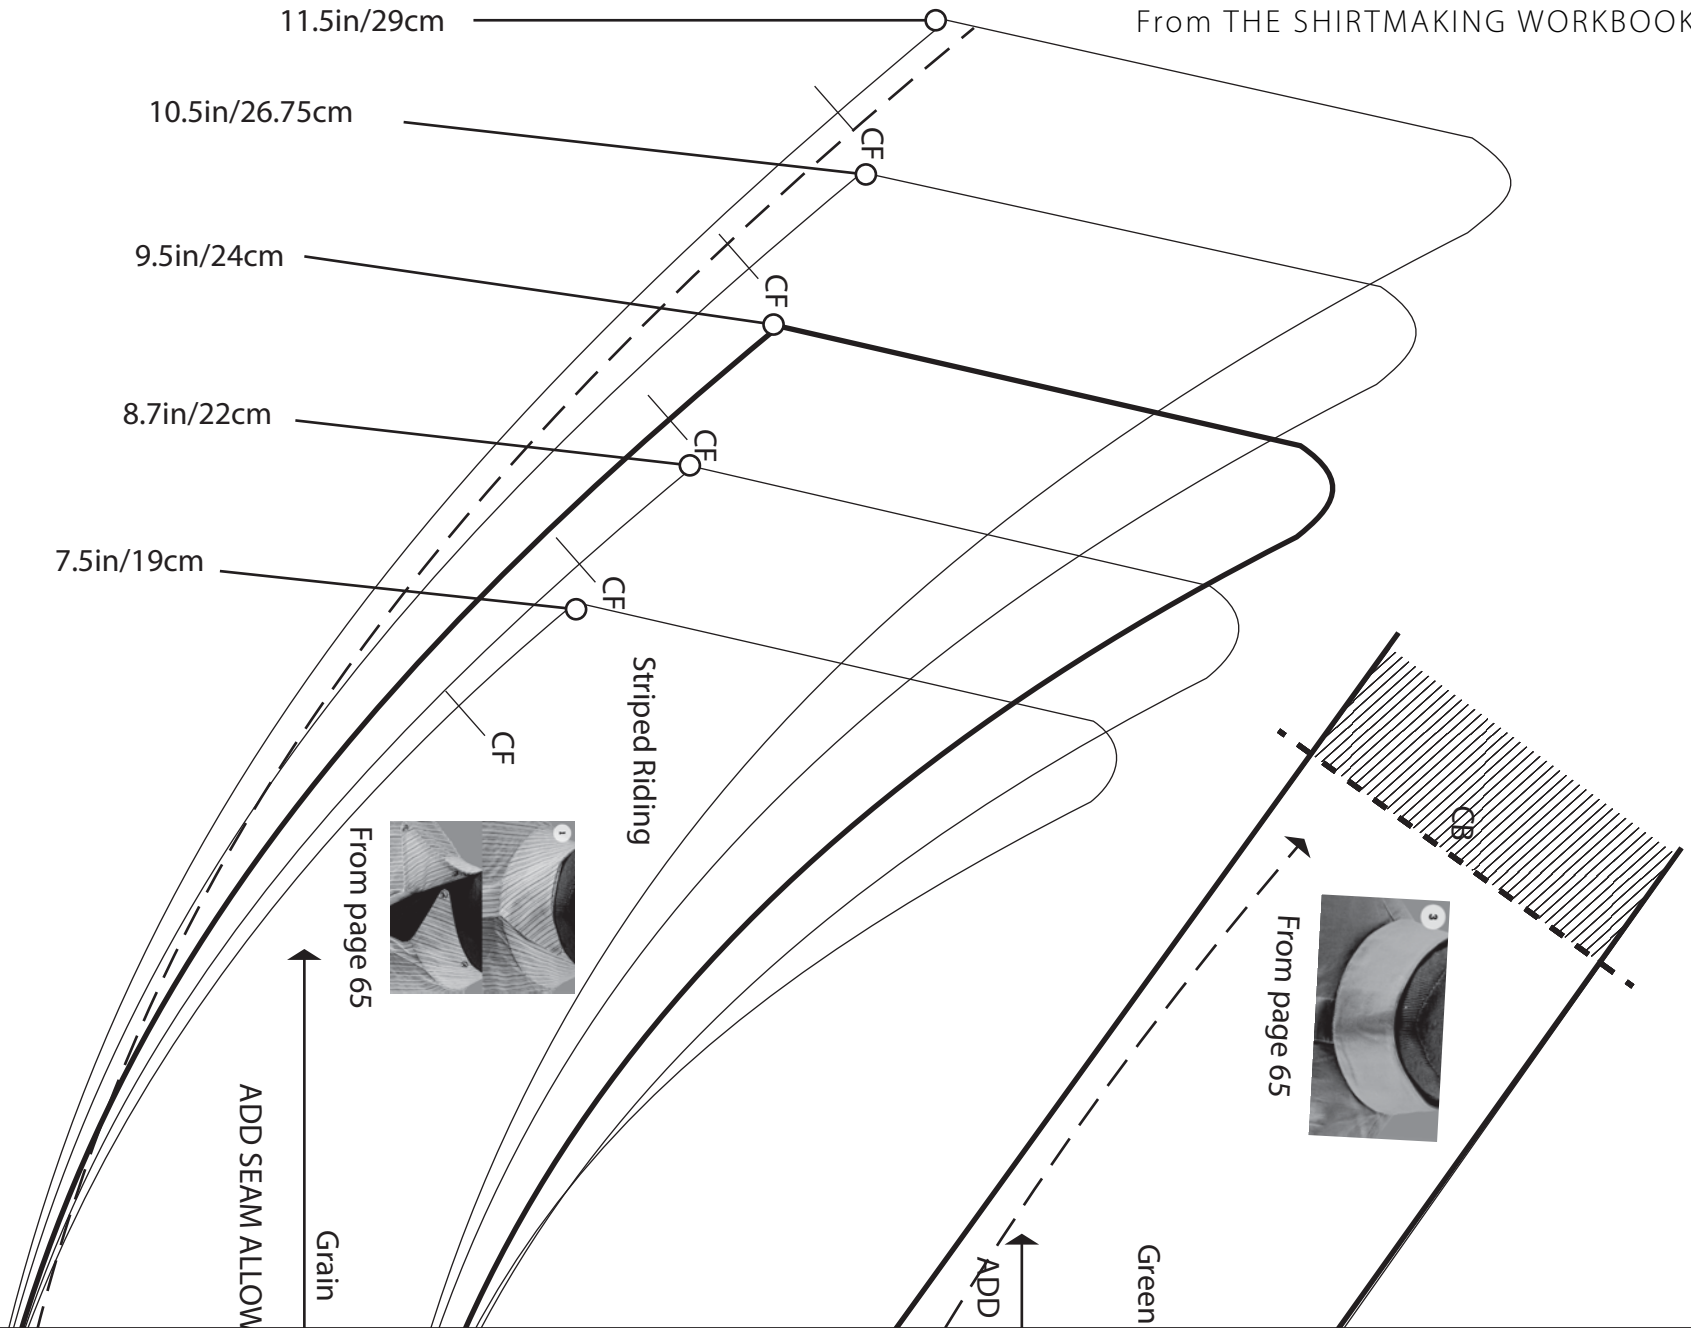 11.5in/29cm
From THE SHIRTMAKING WORKBOOK
10.5in/26.75cm
CF
9.5in/24cm
CF
8.7in/22cm
CF
7.5in/19cm
CF
CF
Striped Riding
From page 65
1
Grain
ADD SEAM ALLOW
CB
3
From page 65
Green
ADD